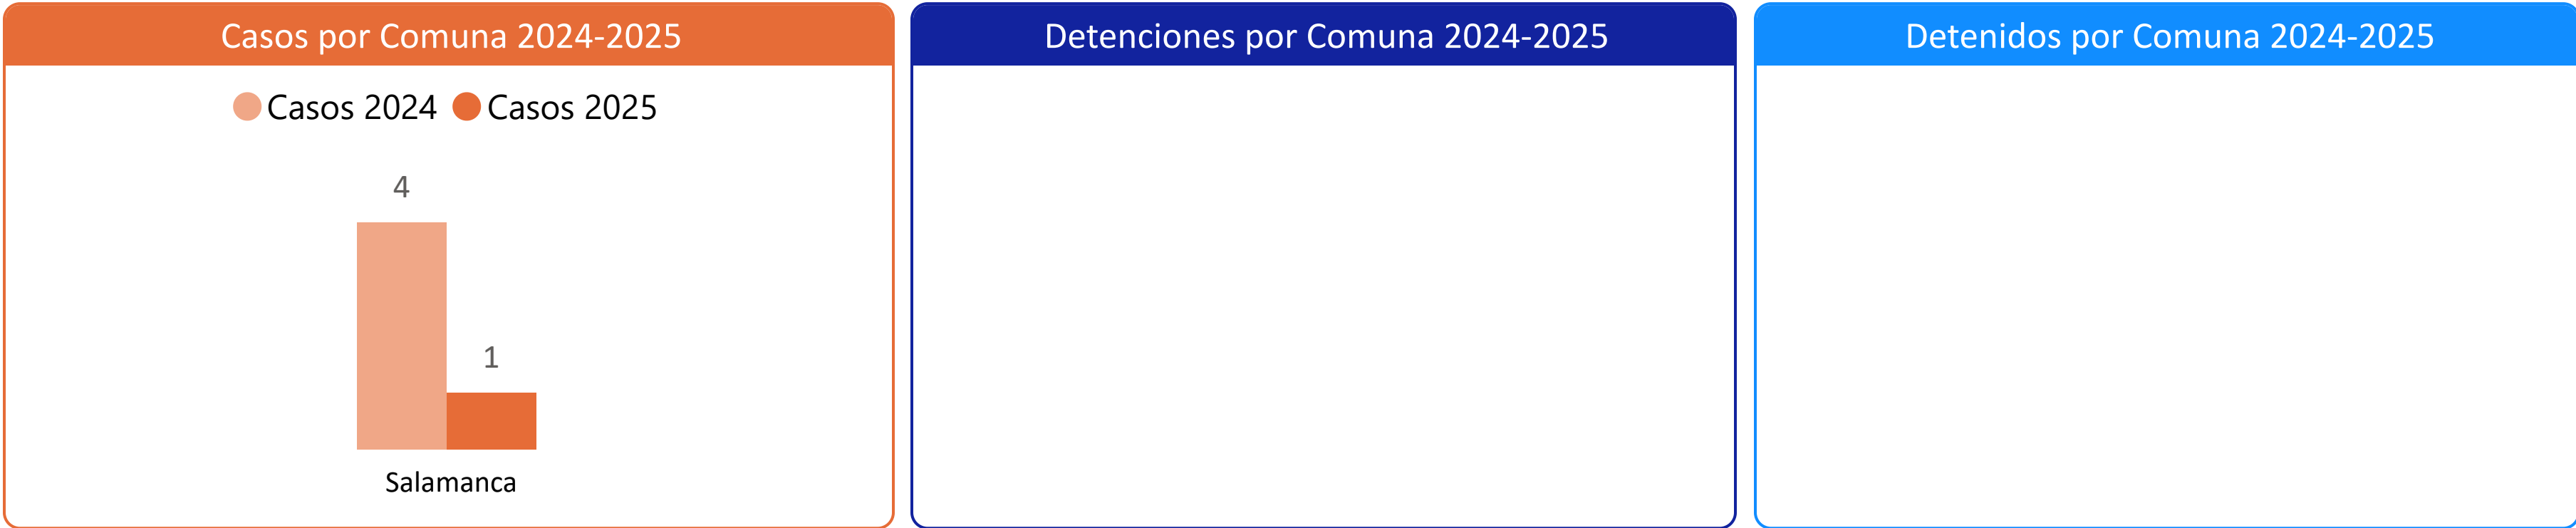 Casos por Comuna 2024-2025
Casos 2024 Casos 2025
4
1
Salamanca
Detenciones por Comuna 2024-2025
Detenidos por Comuna 2024-2025